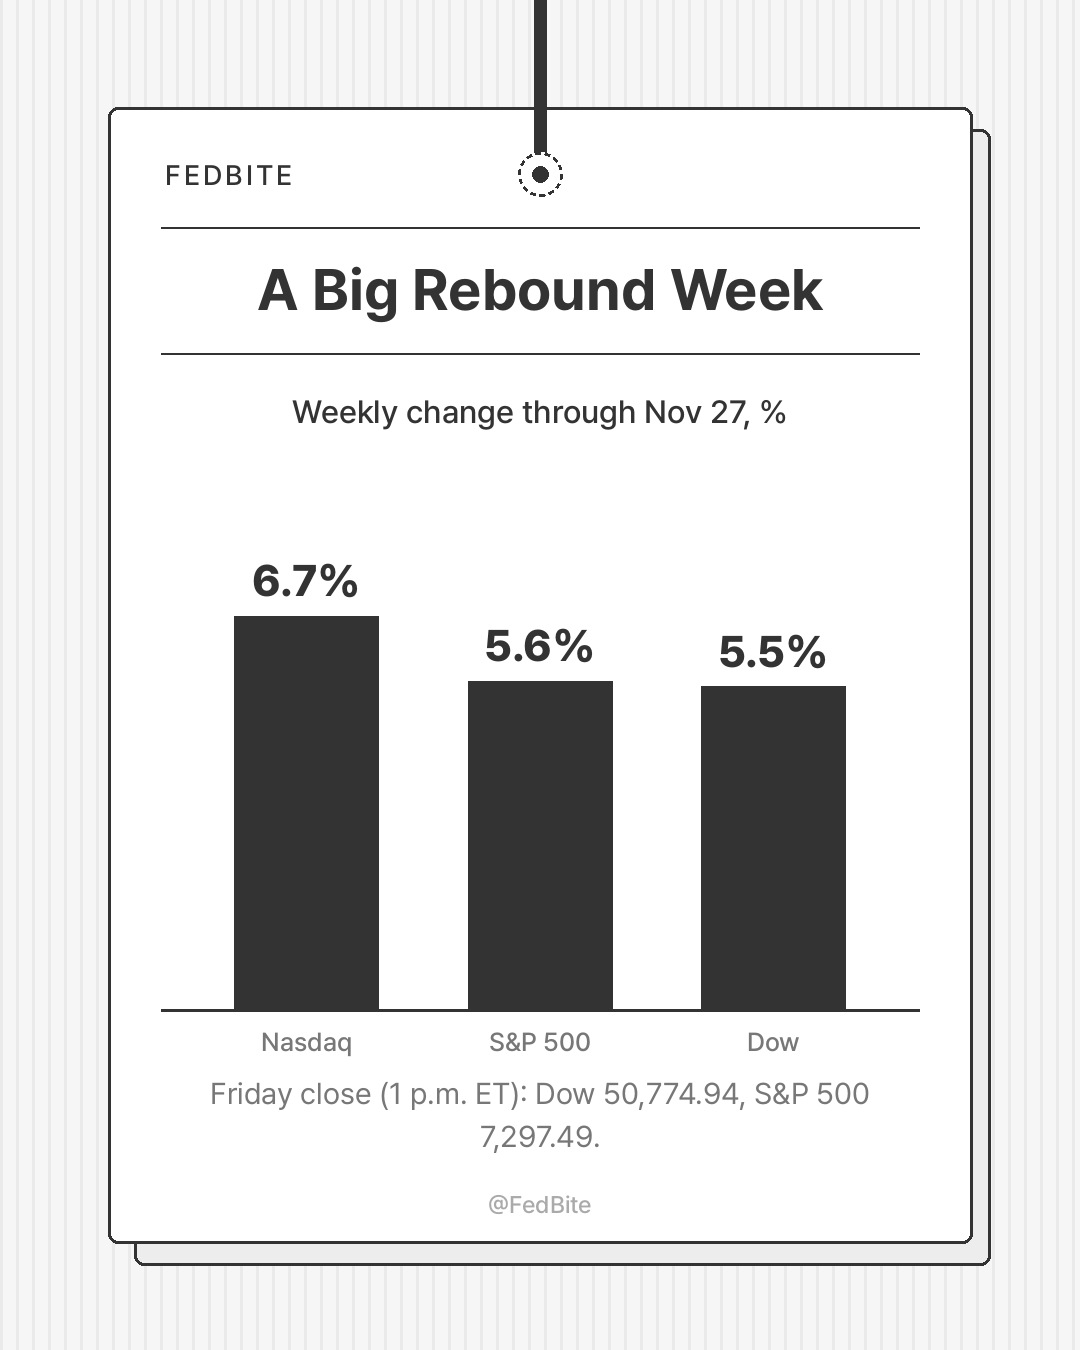 FEDBITE
A Big Rebound Week
Weekly change through Nov 27, %
6.7%
5.6%
5.5%
Nasdaq
S&P 500
Dow
Friday close (1 p.m. ET): Dow 50,774.94, S&P 500
7,297.49.
@FedBite